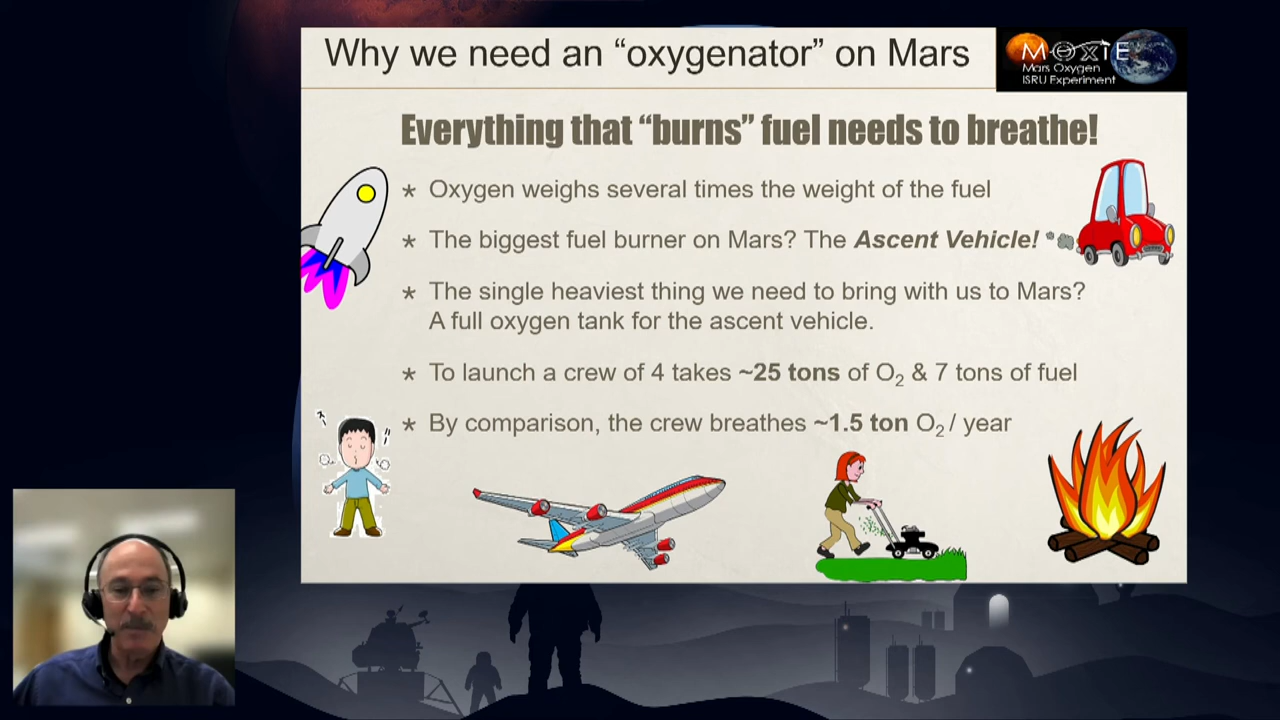 Why we need an “oxygenator” on Mars
MOXIE
Mars Oxygen
ISRU Experiment
Everything that “burns” fuel needs to breathe!
* Oxygen weighs several times the weight of the fuel
* The biggest fuel burner on Mars? The Ascent Vehicle!
* The single heaviest thing we need to bring with us to Mars?
A full oxygen tank for the ascent vehicle.
* To launch a crew of 4 takes ~25 tons of O₂ & 7 tons of fuel
* By comparison, the crew breathes ~1.5 ton O₂ / year